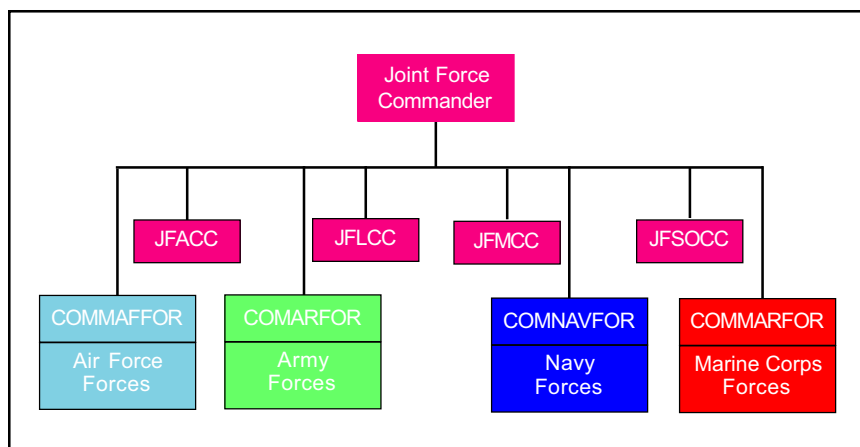 Joint Force
Commander
JFACC
JFLCC
JFMCC
JFSOCC
COMMAFFOR
COMARFOR
COMNAVFOR
COMMARFOR
Air Force
Forces
Army
Forces
Navy
Forces
Marine Corps
Forces